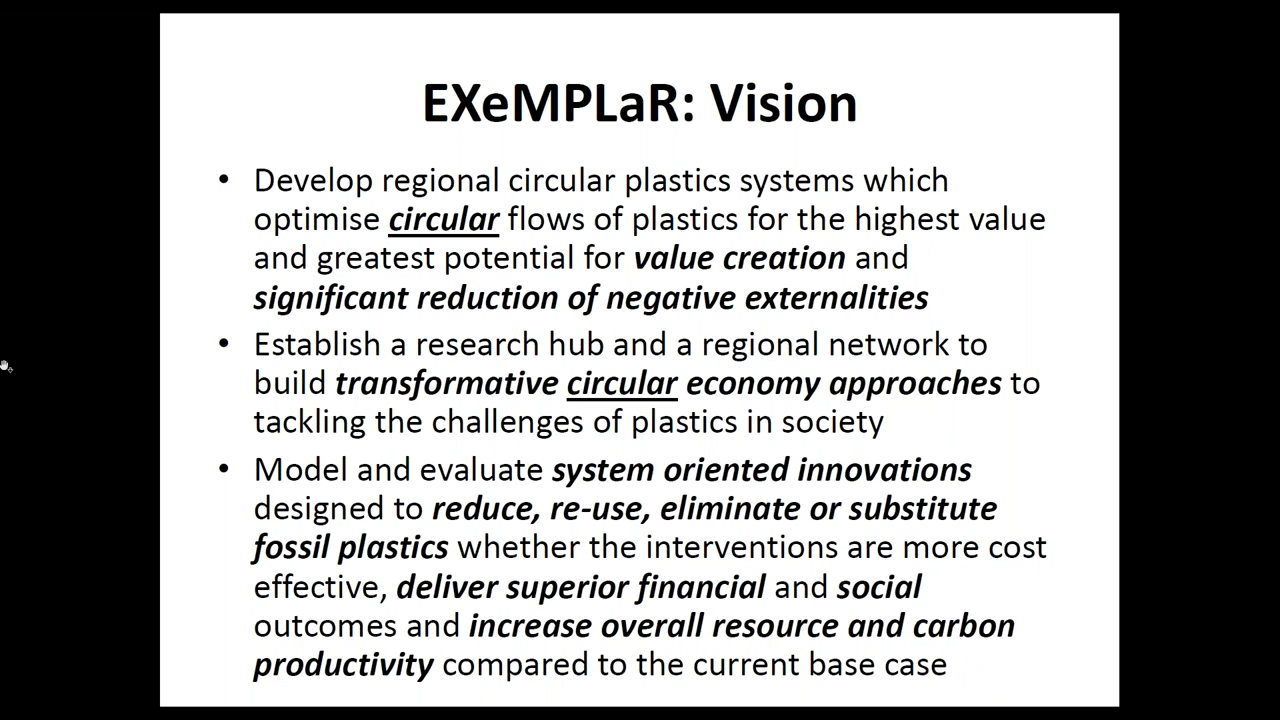 EXeMPLaR: Vision
• Develop regional circular plastics systems which
optimise circular flows of plastics for the highest value
and greatest potential for value creation and
significant reduction of negative externalities
• Establish a research hub and a regional network to
build transformative circular economy approaches to
tackling the challenges of plastics in society
• Model and evaluate system oriented innovations
designed to reduce, re-use, eliminate or substitute
fossil plastics whether the interventions are more cost
effective, deliver superior financial and social
outcomes and increase overall resource and carbon
productivity compared to the current base case